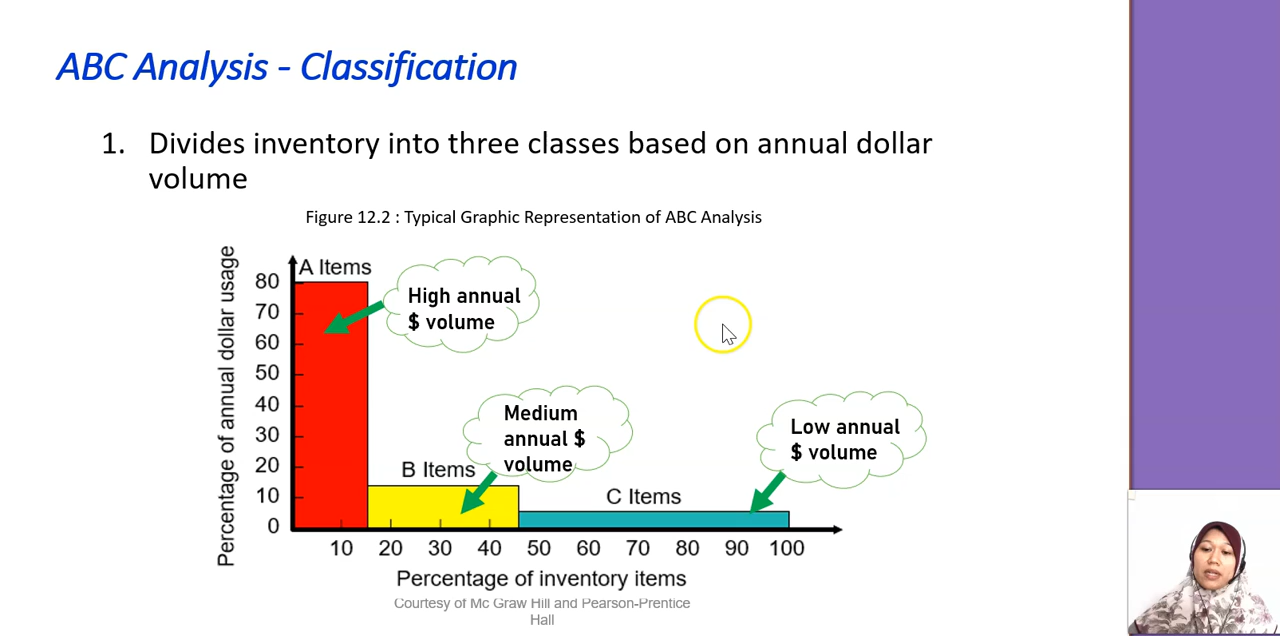 ABC Analysis - Classification
1. Divides inventory into three classes based on annual dollar
volume
Figure 12.2 : Typical Graphic Representation of ABC Analysis
Percentage of annual dollar usage
80
70
60
50
40
30
20
10
0
A Items
High annual
$ volume
B Items
Medium
annual $
volume
C Items
Low annual
$ volume
10 20 30 40 50 60 70 80 90 100
Percentage of inventory items
Courtesy of Mc Graw Hill and Pearson-Prentice
Hall